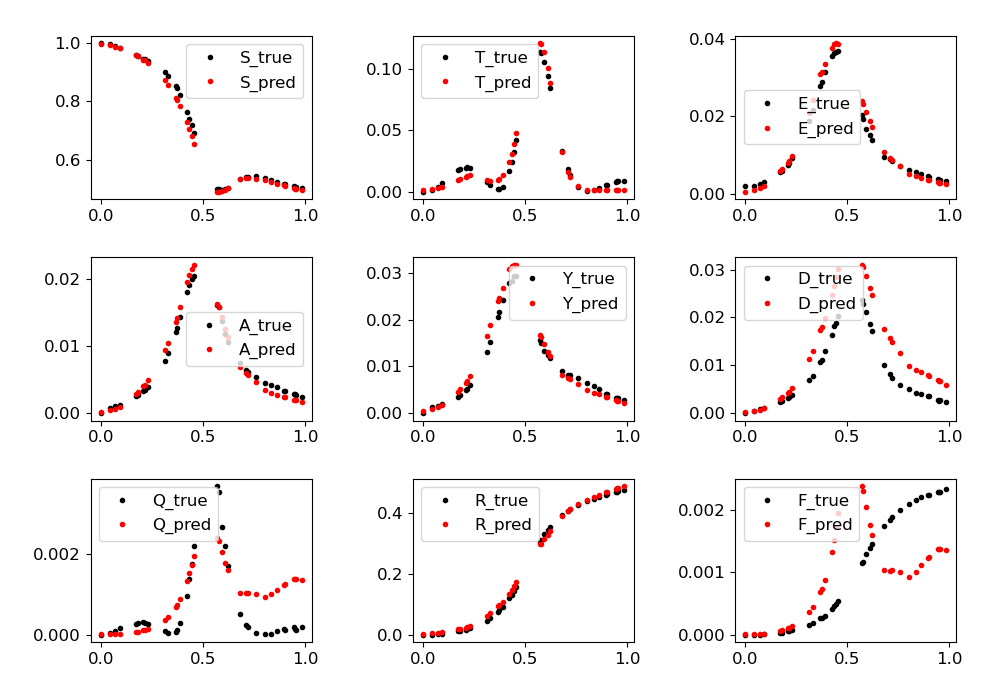 1.0
0.8
0.6
0.0 0.5 1.0
S_true
S_pred
0.10
0.05
0.00
0.0 0.5 1.0
T_true
T_pred
0.04
0.02
0.00
0.0 0.5 1.0
E_true
E_pred
0.02
0.01
0.00
0.0 0.5 1.0
A_true
A_pred
0.03
0.02
0.01
0.00
0.0 0.5 1.0
Y_true
Y_pred
0.03
0.02
0.01
0.00
0.0 0.5 1.0
D_true
D_pred
0.002
0.000
0.0 0.5 1.0
Q_true
Q_pred
0.4
0.2
0.0
0.0 0.5 1.0
R_true
R_pred
0.002
0.001
0.000
0.0 0.5 1.0
F_true
F_pred